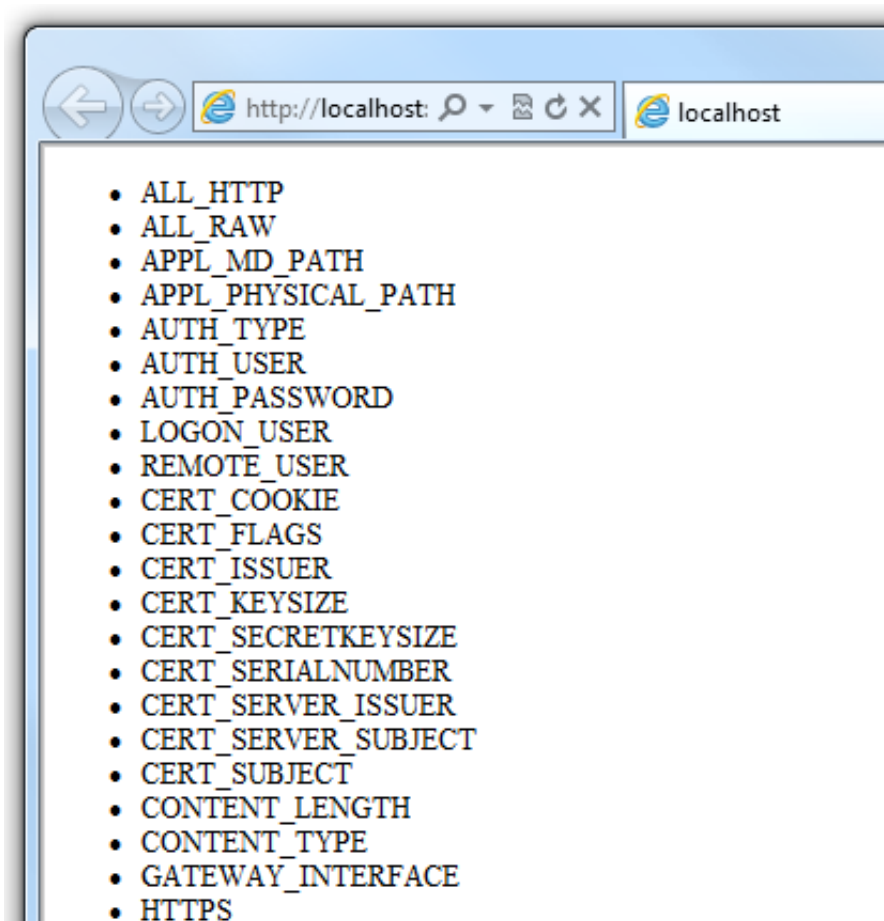 http://localhost:
localhost
ALL_HTTP
ALL_RAW
APPL_MD_PATH
APPL_PHYSICAL_PATH
AUTH_TYPE
AUTH_USER
AUTH_PASSWORD
LOGON_USER
REMOTE_USER
CERT_COOKIE
CERT_FLAGS
CERT_ISSUER
CERT_KEYSIZE
CERT_SECRETKEYSIZE
CERT_SERIALNUMBER
CERT_SERVER_ISSUER
CERT_SERVER_SUBJECT
CERT_SUBJECT
CONTENT_LENGTH
CONTENT_TYPE
GATEWAY_INTERFACE
HTTPS